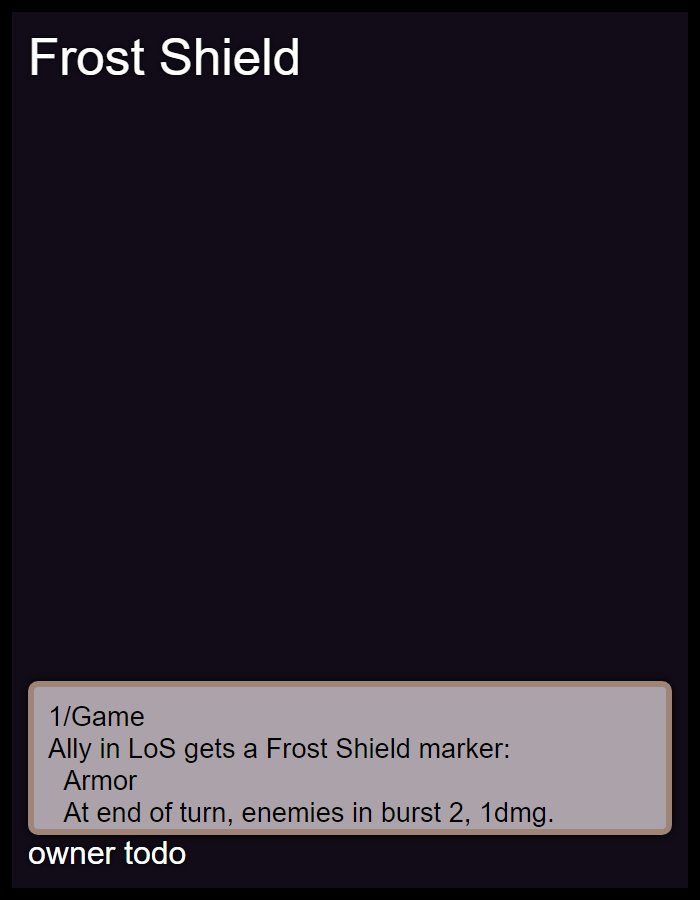 Frost Shield
1/Game
Ally in LoS gets a Frost Shield marker:
Armor
At end of turn, enemies in burst 2, 1dmg.
owner todo